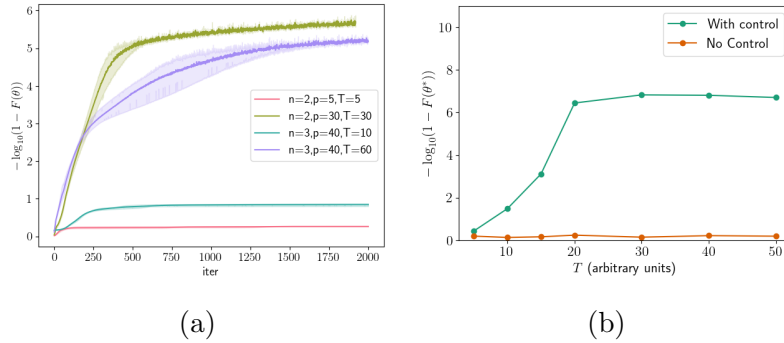 6
5
4
3
2
1
0
− log₁₀(1 − F(θ))
n=2,p=5,T=5
n=2,p=30,T=30
n=3,p=40,T=10
n=3,p=40,T=60
0 250 500 750 1000 1250 1500 1750 2000
iter
(a)
10
8
6
4
2
0
− log₁₀(1 − F(θ*))
With control
No Control
10 20 30 40 50
T (arbitrary units)
(b)